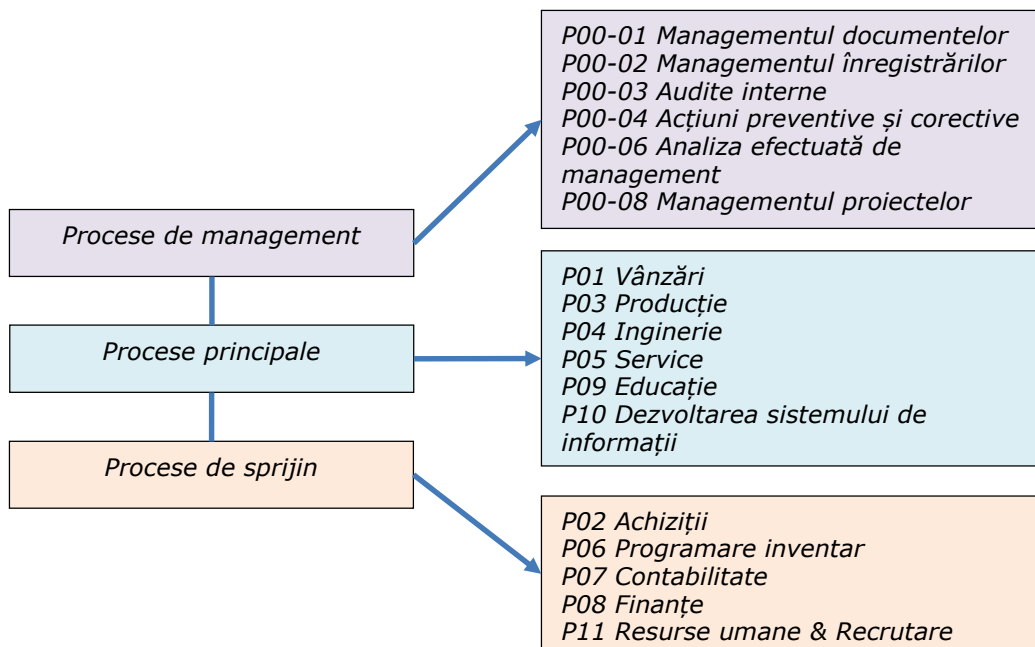 P00-01 Managementul documentelor
P00-02 Managementul înregistrărilor
P00-03 Audite interne
P00-04 Acțiuni preventive și corective
P00-06 Analiza efectuată de
management
P00-08 Managementul proiectelor
Procese de management
P01 Vânzări
P03 Producție
P04 Inginerie
P05 Service
P09 Educație
P10 Dezvoltarea sistemului de
informații
Procese principale
Procese de sprijin
P02 Achiziții
P06 Programare inventar
P07 Contabilitate
P08 Finanțe
P11 Resurse umane & Recrutare